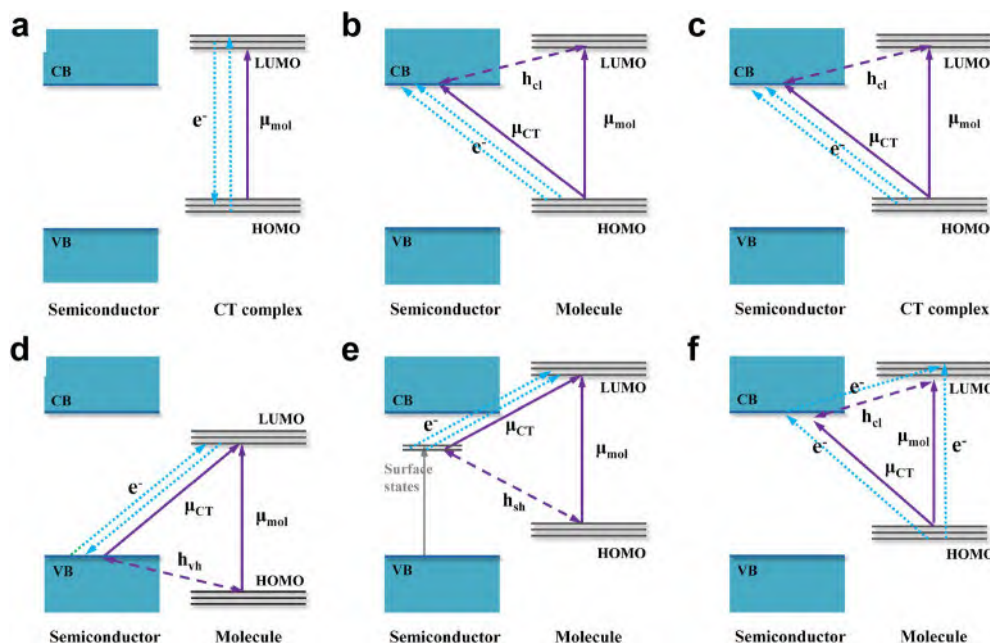 a
CB
LUMO
e-
μmol
HOMO
VB
Semiconductor CT complex
b
CB
LUMO
hcl
μCT
μmol
e-
HOMO
VB
Semiconductor Molecule
c
CB
LUMO
hcl
μCT
μmol
e-
HOMO
VB
Semiconductor CT complex
d
CB
LUMO
e-
μCT
μmol
hvh
VB
HOMO
Semiconductor Molecule
e
CB
LUMO
e-
μCT
μmol
Surface
states
hsh
HOMO
VB
Semiconductor Molecule
f
CB
e-
LUMO
hcl
μmol
e-
e-
μCT
HOMO
VB
Semiconductor Molecule